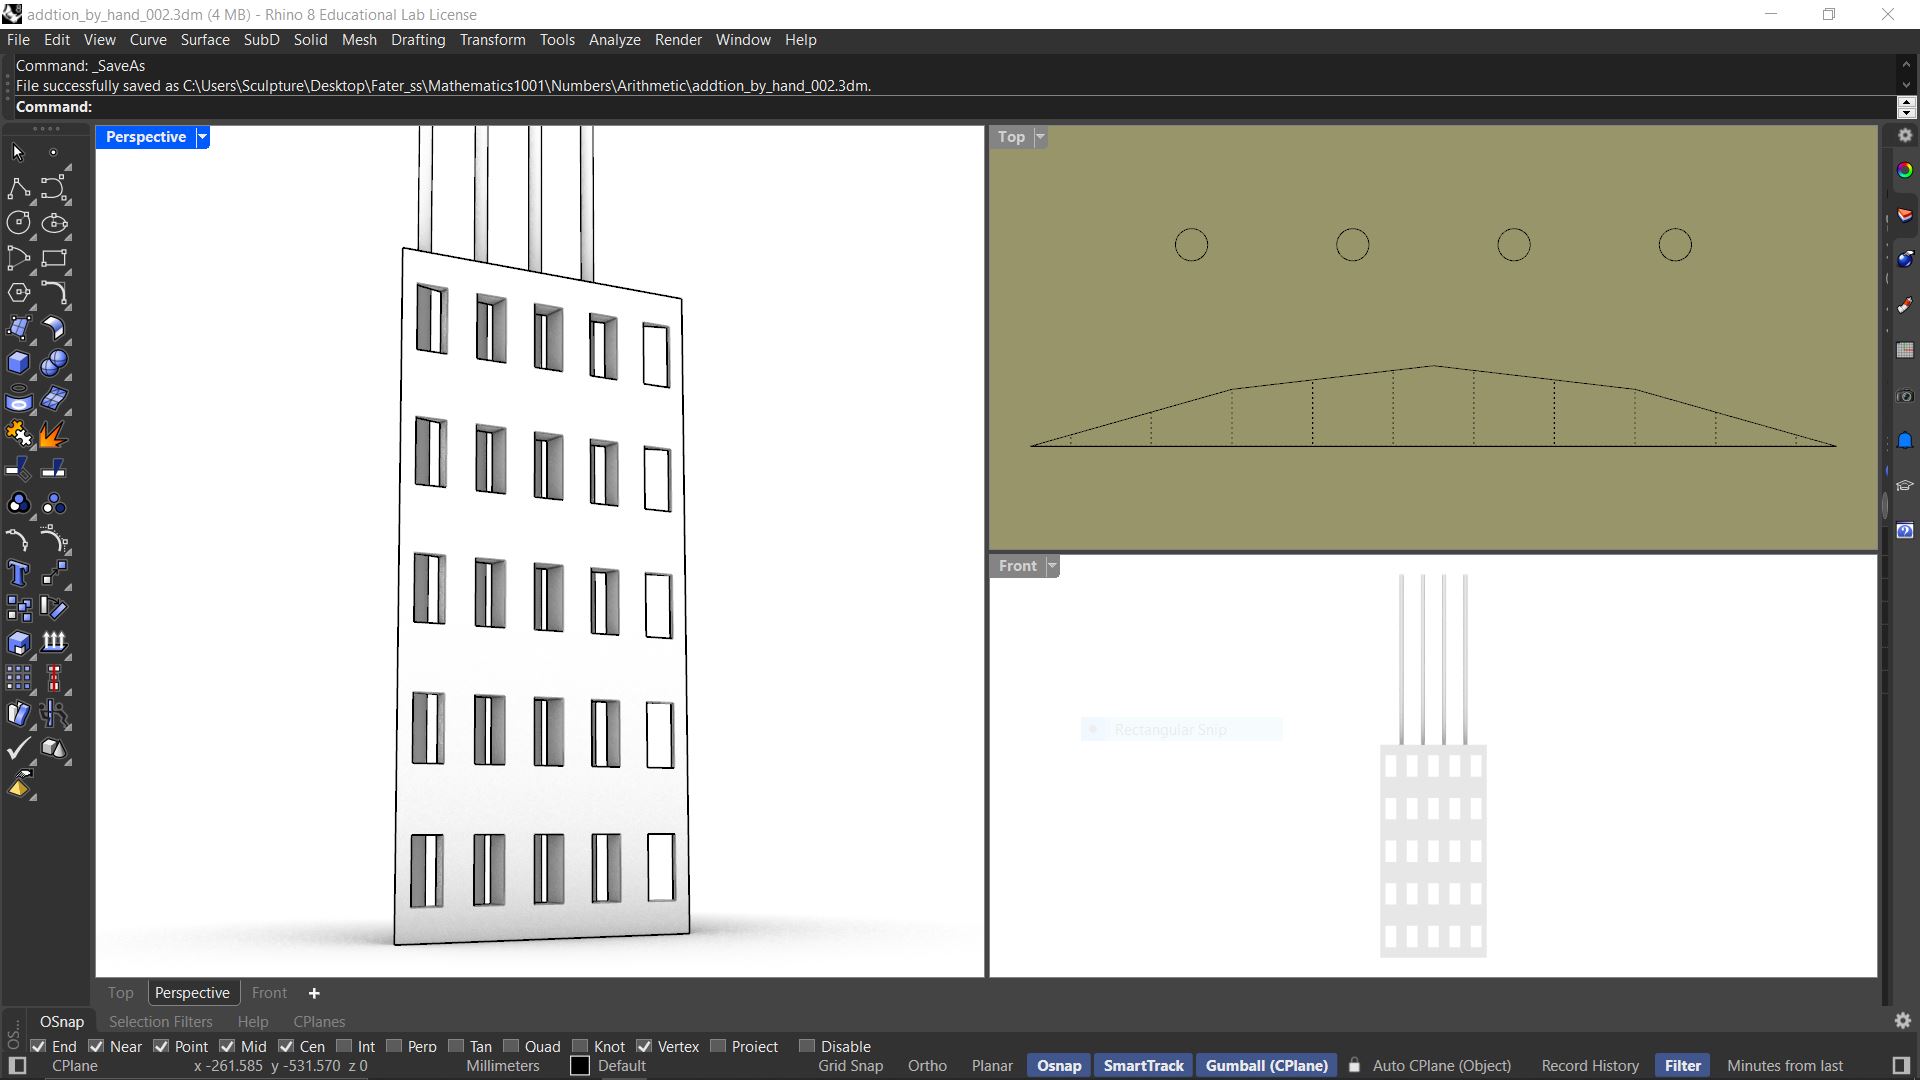 addtion_by_hand_002.3dm (4 MB) - Rhino 8 Educational Lab License
File Edit View Curve Surface SubD Solid Mesh Drafting Transform Tools Analyze Render Window Help
Command: _SaveAs
File successfully saved as C:\Users\Sculpture\Desktop\Fater_ss\Mathematics1001\Numbers\Arithmetic\addtion_by_hand_002.3dm.
Command:
Perspective
Top
Front
Rectangular Snip
Top Perspective Front
OSnap Selection Filters Help CPlanes
End Near Point Mid Cen Int Perp Tan Quad Knot Vertex Project Disable
CPlane x -261.585 y -531.570 z 0 Millimeters Default Grid Snap Ortho Planar Osnap SmartTrack Gumball (CPlane) Auto CPlane (Object) Record History Filter Minutes from last